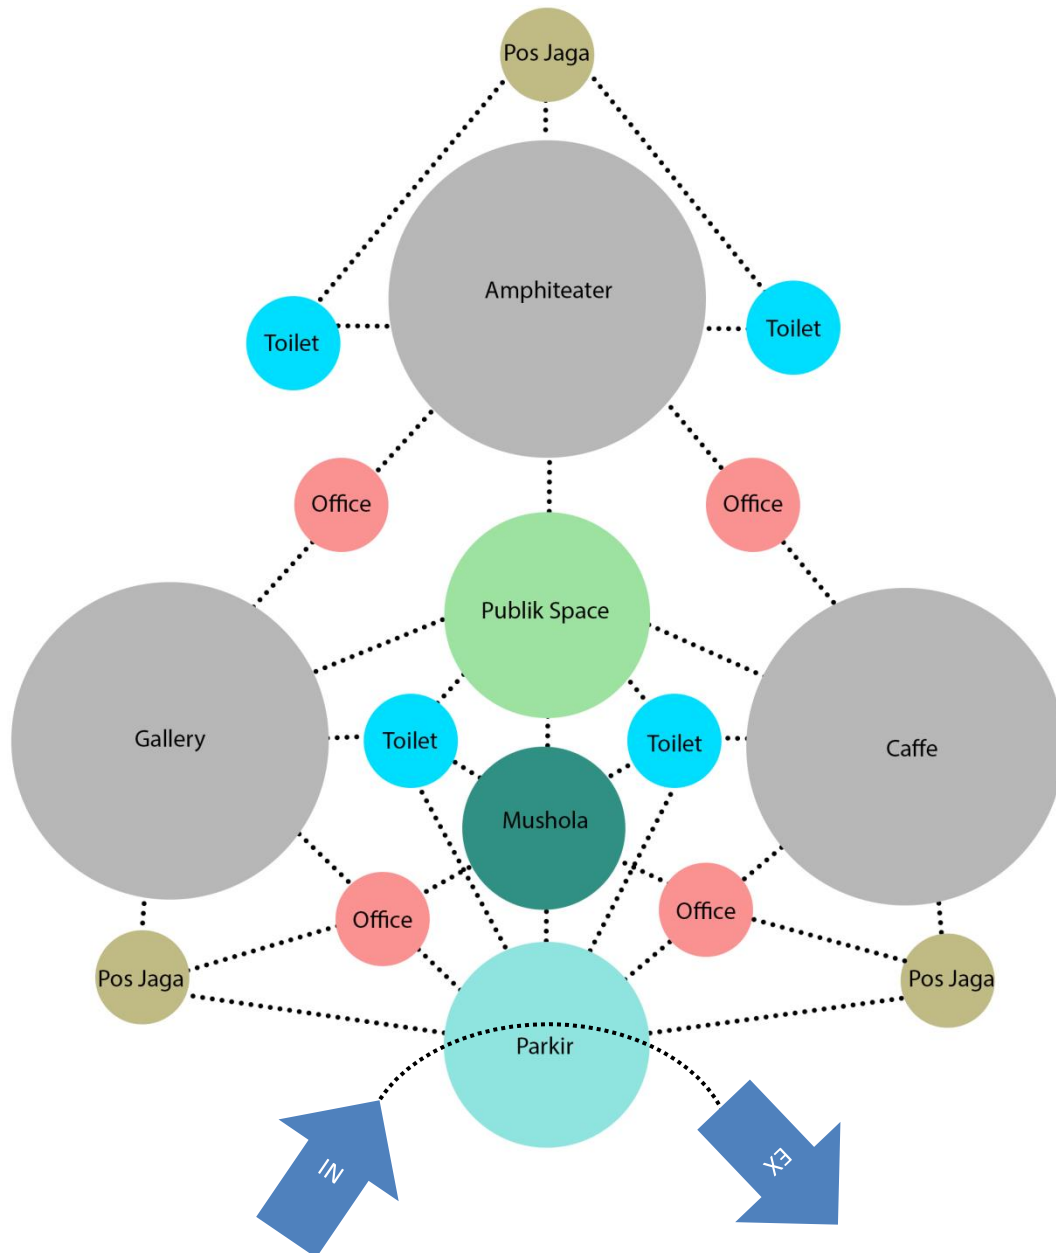 Pos Jaga
Amphiteater
Toilet
Toilet
Office
Office
Publik Space
Gallery
Toilet
Toilet
Caffe
Mushola
Office
Office
Pos Jaga
Pos Jaga
Parkir
IN
EX